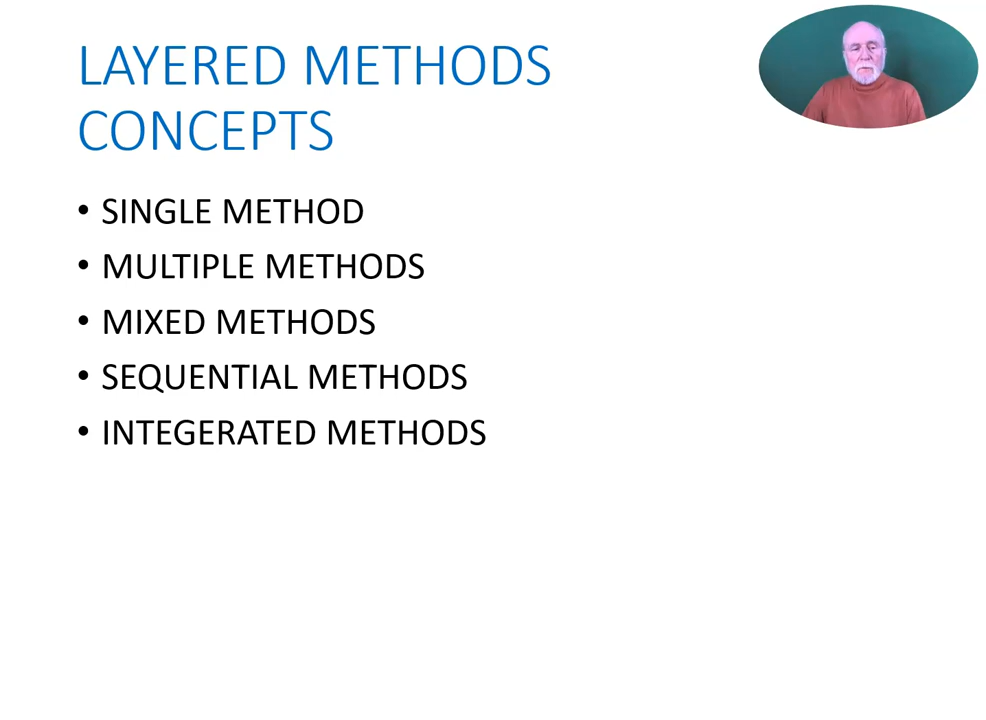 LAYERED METHODS
CONCEPTS
• SINGLE METHOD
• MULTIPLE METHODS
• MIXED METHODS
• SEQUENTIAL METHODS
• INTEGERATED METHODS